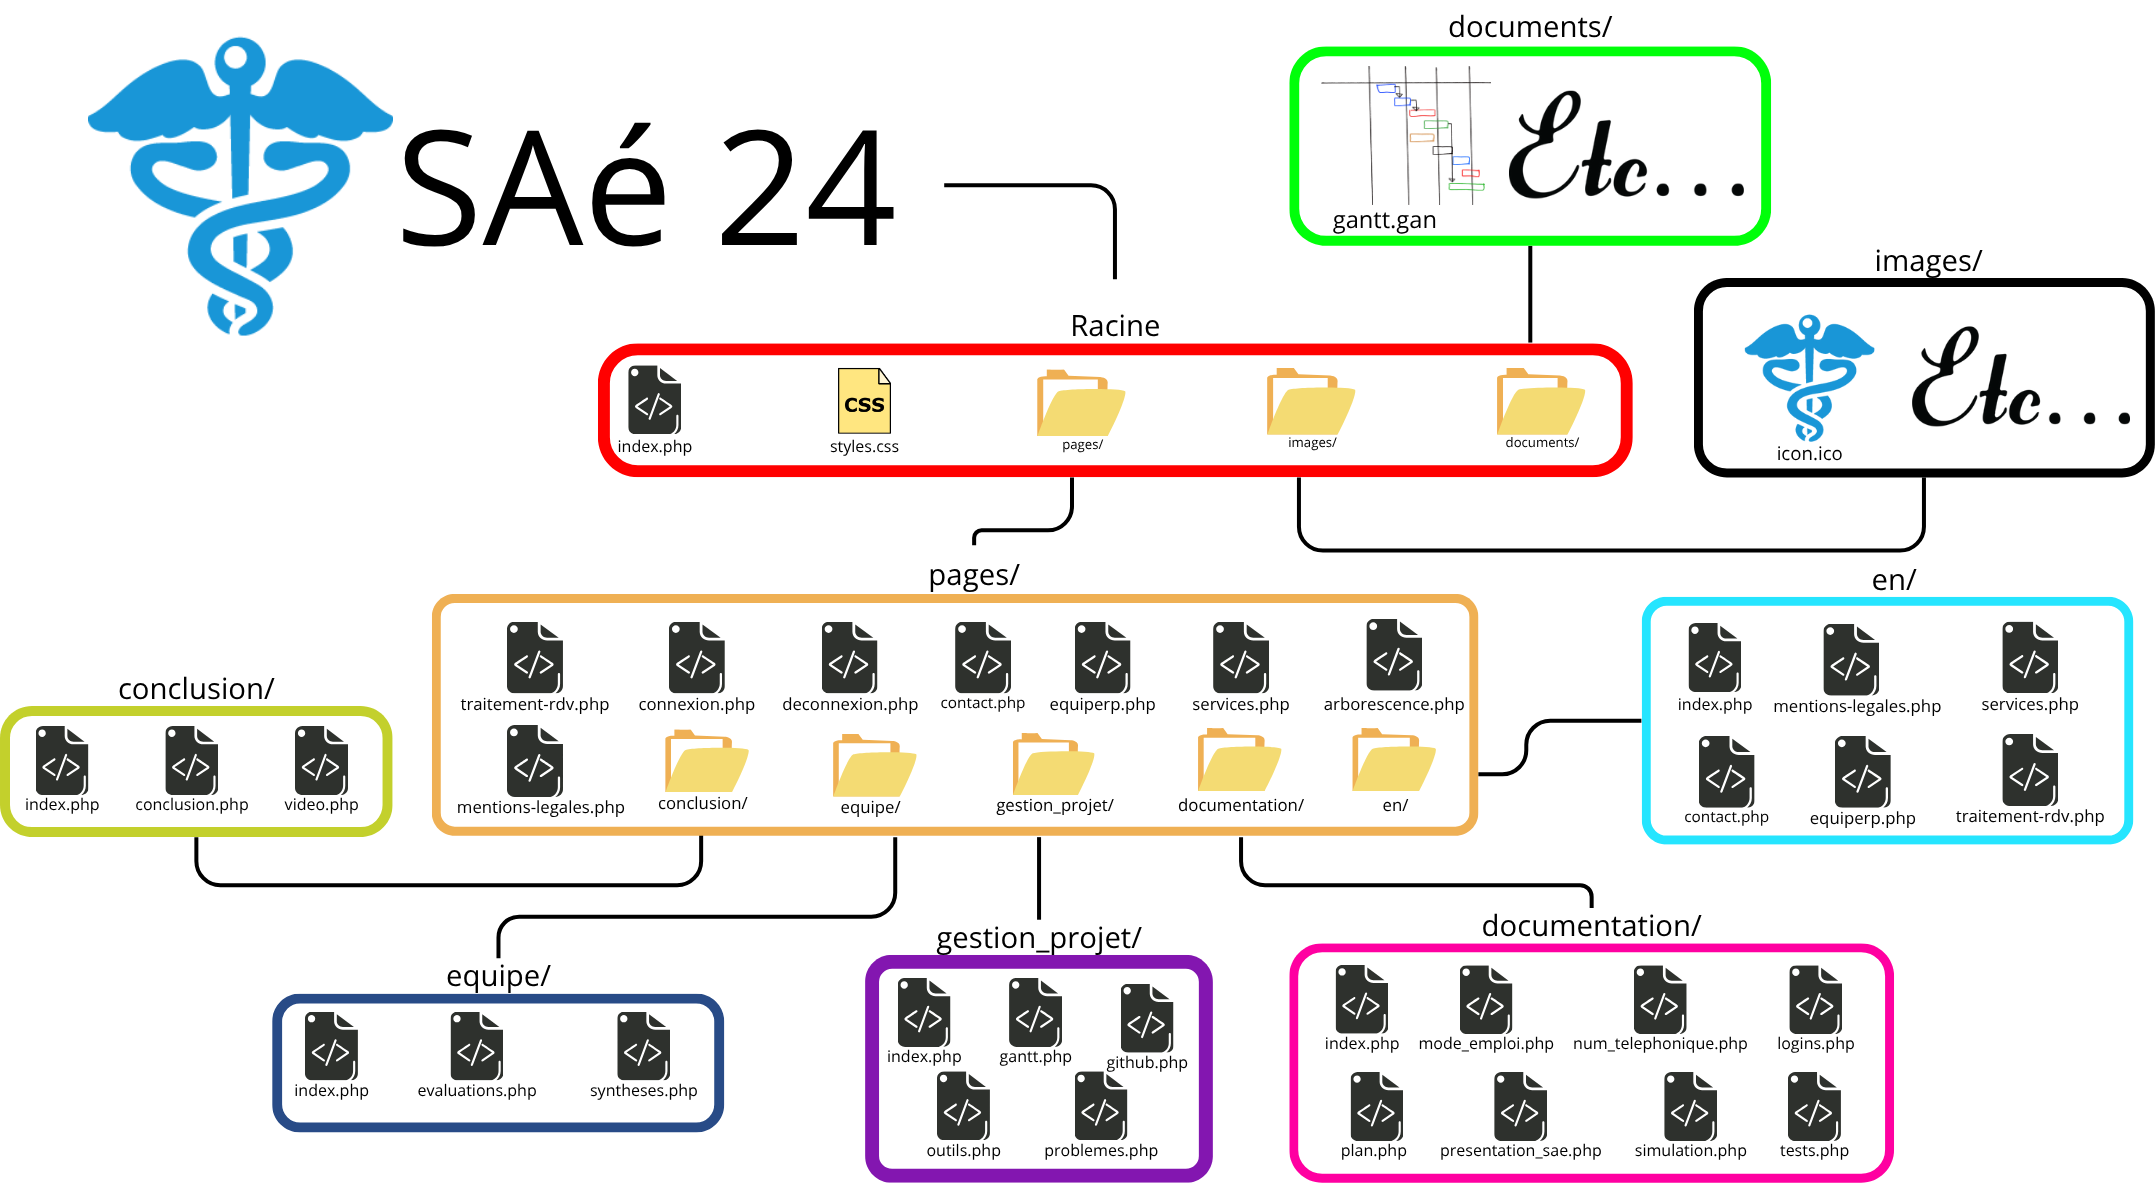 SAé 24
documents/
gantt.gan
Etc...
images/
icon.ico
Etc...
Racine
index.php
CSS
styles.css
pages/
images/
documents/
pages/
traitement-rdv.php
connexion.php
deconnexion.php
contact.php
equiperp.php
services.php
arborescence.php
mentions-legales.php
conclusion/
equipe/
gestion_projet/
documentation/
en/
en/
index.php
mentions-legales.php
services.php
contact.php
equiperp.php
traitement-rdv.php
conclusion/
index.php
conclusion.php
video.php
equipe/
index.php
evaluations.php
syntheses.php
gestion_projet/
index.php
gantt.php
github.php
outils.php
problemes.php
documentation/
index.php
mode_emploi.php
num_telephonique.php
logins.php
plan.php
presentation_sae.php
simulation.php
tests.php